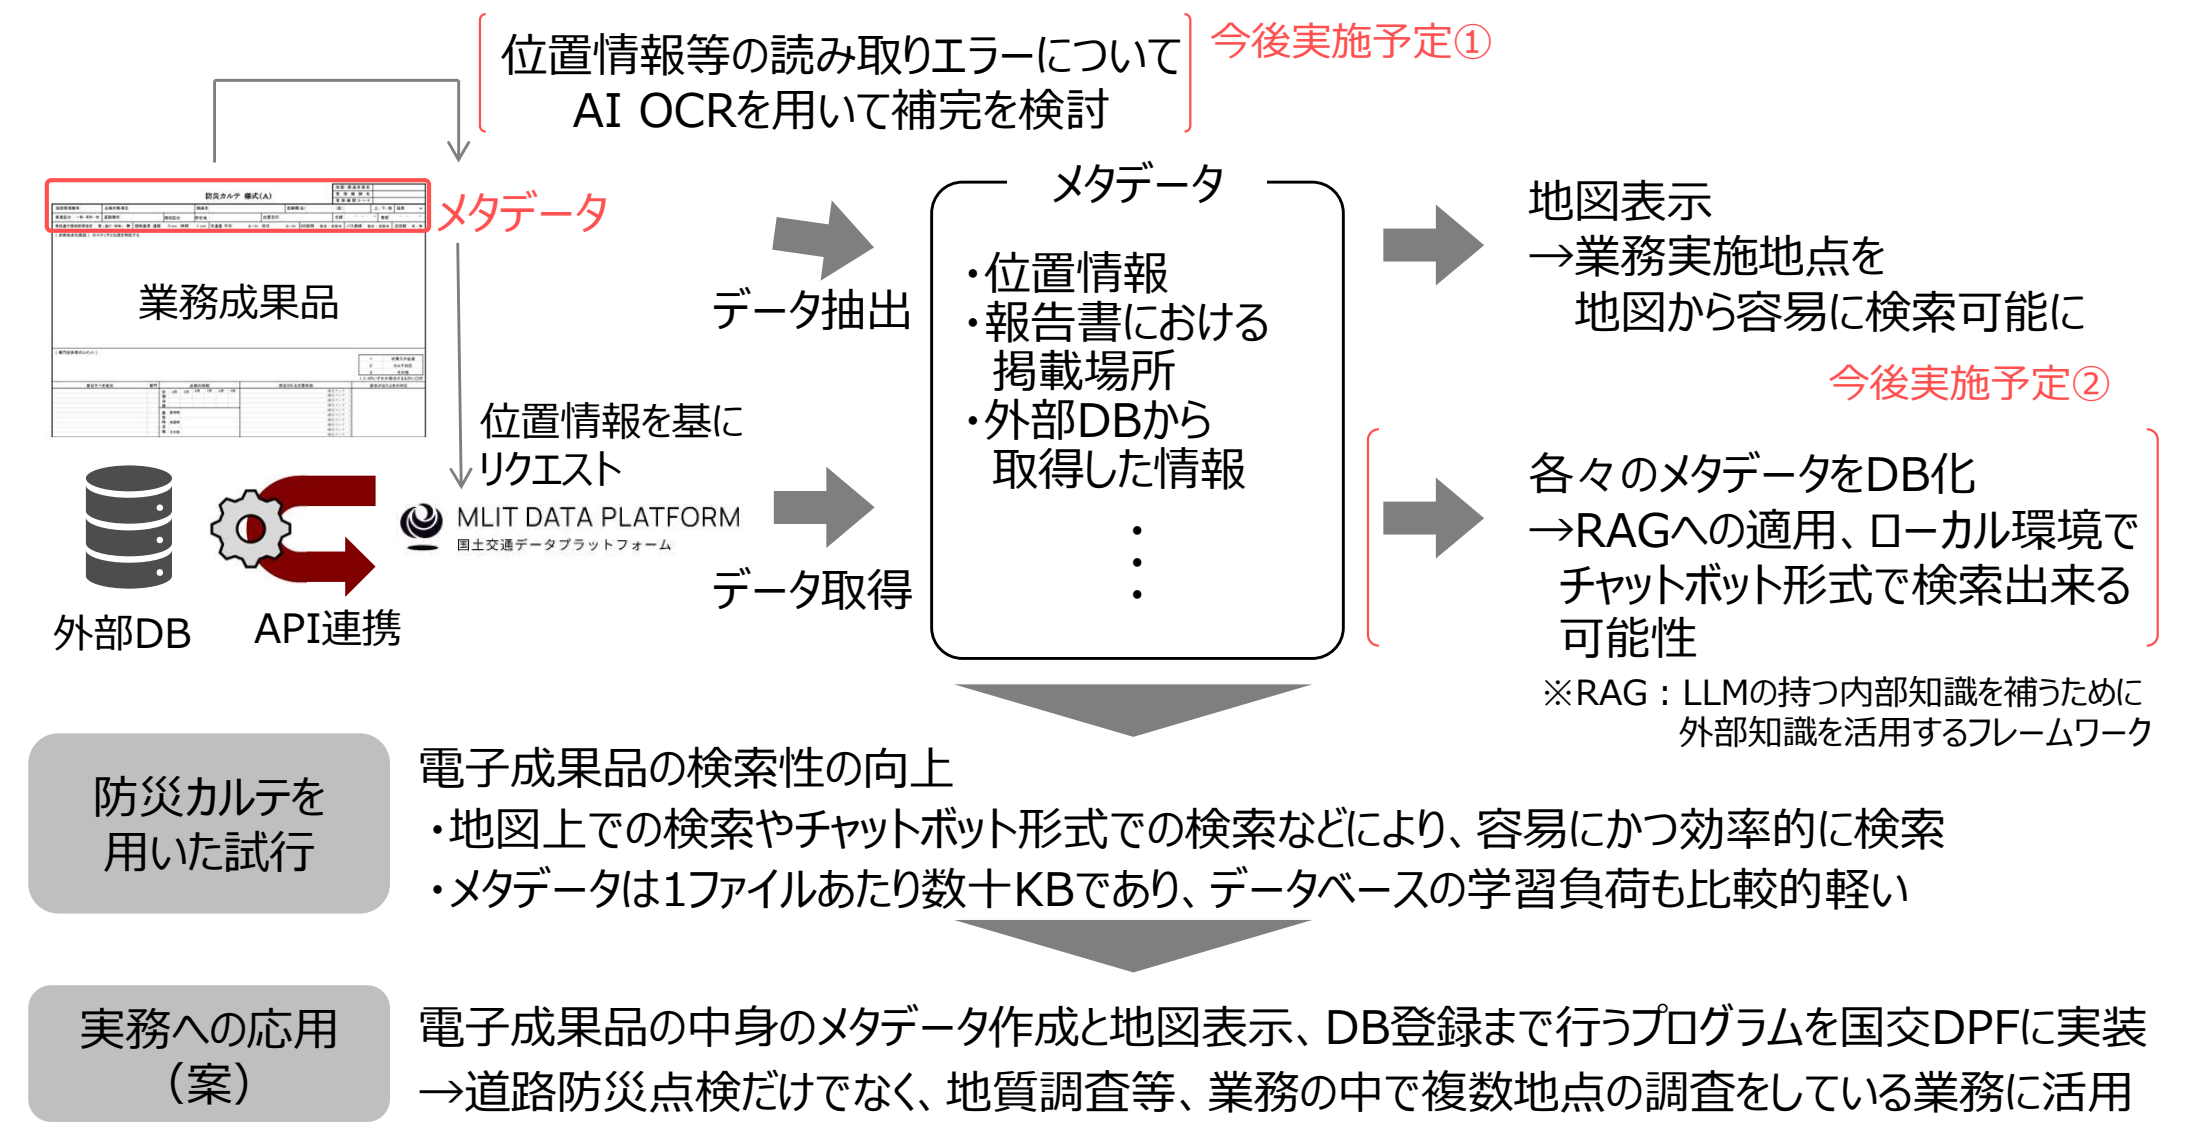 位置情報等の読み取りエラーについて
AI OCRを用いて補完を検討
今後実施予定①
防災カルテ 様式(A)
業務成果品
メタデータ
位置情報を基に
リクエスト
外部DB
API連携
MLIT DATA PLATFORM
国土交通データプラットフォーム
データ抽出
データ取得
メタデータ
・位置情報
・報告書における
掲載場所
・外部DBから
取得した情報
・
・
・
地図表示
→業務実施地点を
地図から容易に検索可能に
今後実施予定②
各々のメタデータをDB化
→RAGへの適用、ローカル環境で
チャットボット形式で検索出来る
可能性
※RAG：LLMの持つ内部知識を補うために
外部知識を活用するフレームワーク
防災カルテを
用いた試行
電子成果品の検索性の向上
・地図上での検索やチャットボット形式での検索などにより、容易にかつ効率的に検索
・メタデータは1ファイルあたり数十KBであり、データベースの学習負荷も比較的軽い
実務への応用
（案）
電子成果品の中身のメタデータ作成と地図表示、DB登録まで行うプログラムを国交DPFに実装
→道路防災点検だけでなく、地質調査等、業務の中で複数地点の調査をしている業務に活用